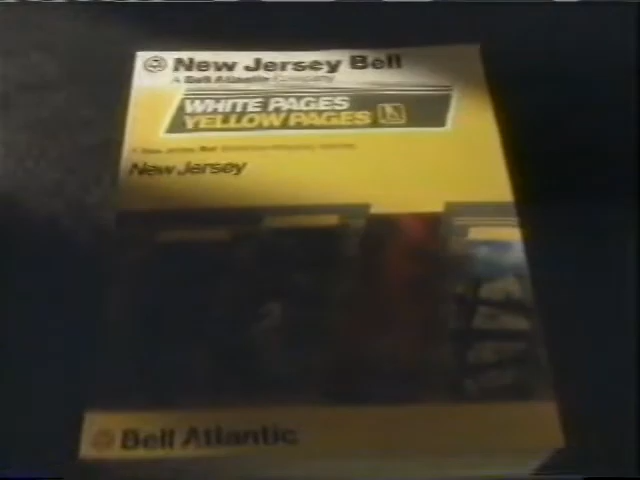 New Jersey Bell
A Bell Atlantic Company
WHITE PAGES
YELLOW PAGES
New Jersey
Bell Atlantic